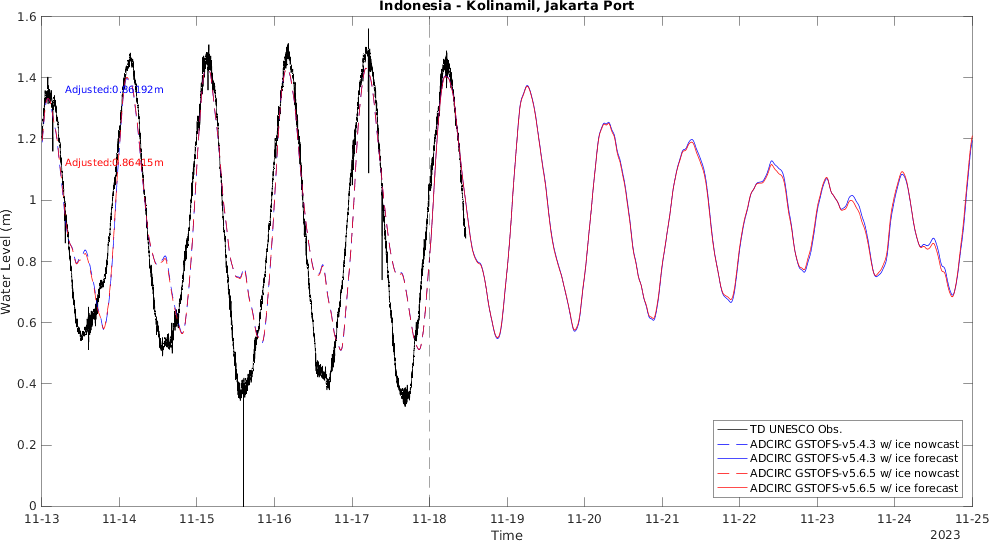 Indonesia - Kolinamil, Jakarta Port
1.6
1.4
1.2
1
0.8
0.6
0.4
0.2
0
Water Level (m)
Adjusted:0.86192m
Adjusted:0.86415m
TD UNESCO Obs.
ADCIRC GSTOFS-v5.4.3 w/ ice nowcast
ADCIRC GSTOFS-v5.4.3 w/ ice forecast
ADCIRC GSTOFS-v5.6.5 w/ ice nowcast
ADCIRC GSTOFS-v5.6.5 w/ ice forecast
11-13 11-14 11-15 11-16 11-17 11-18 11-19 11-20 11-21 11-22 11-23 11-24 11-25
Time
2023